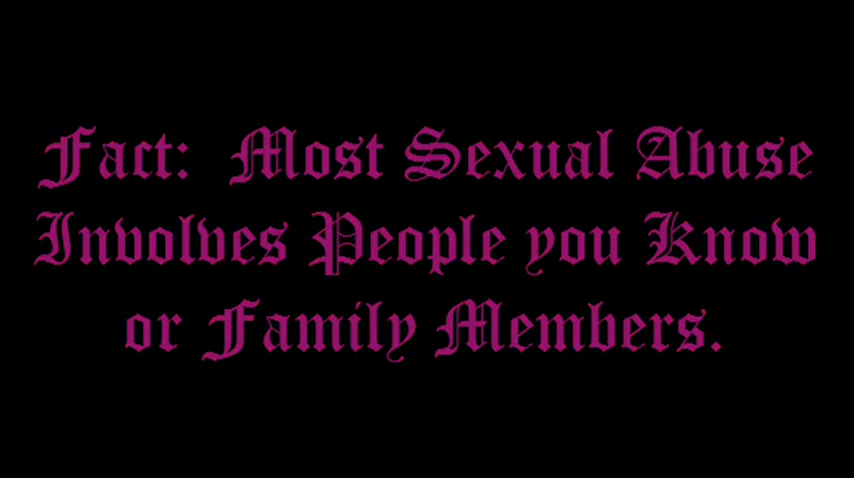 Fact: Most Sexual Abuse
Involves People you Know
or Family Members.